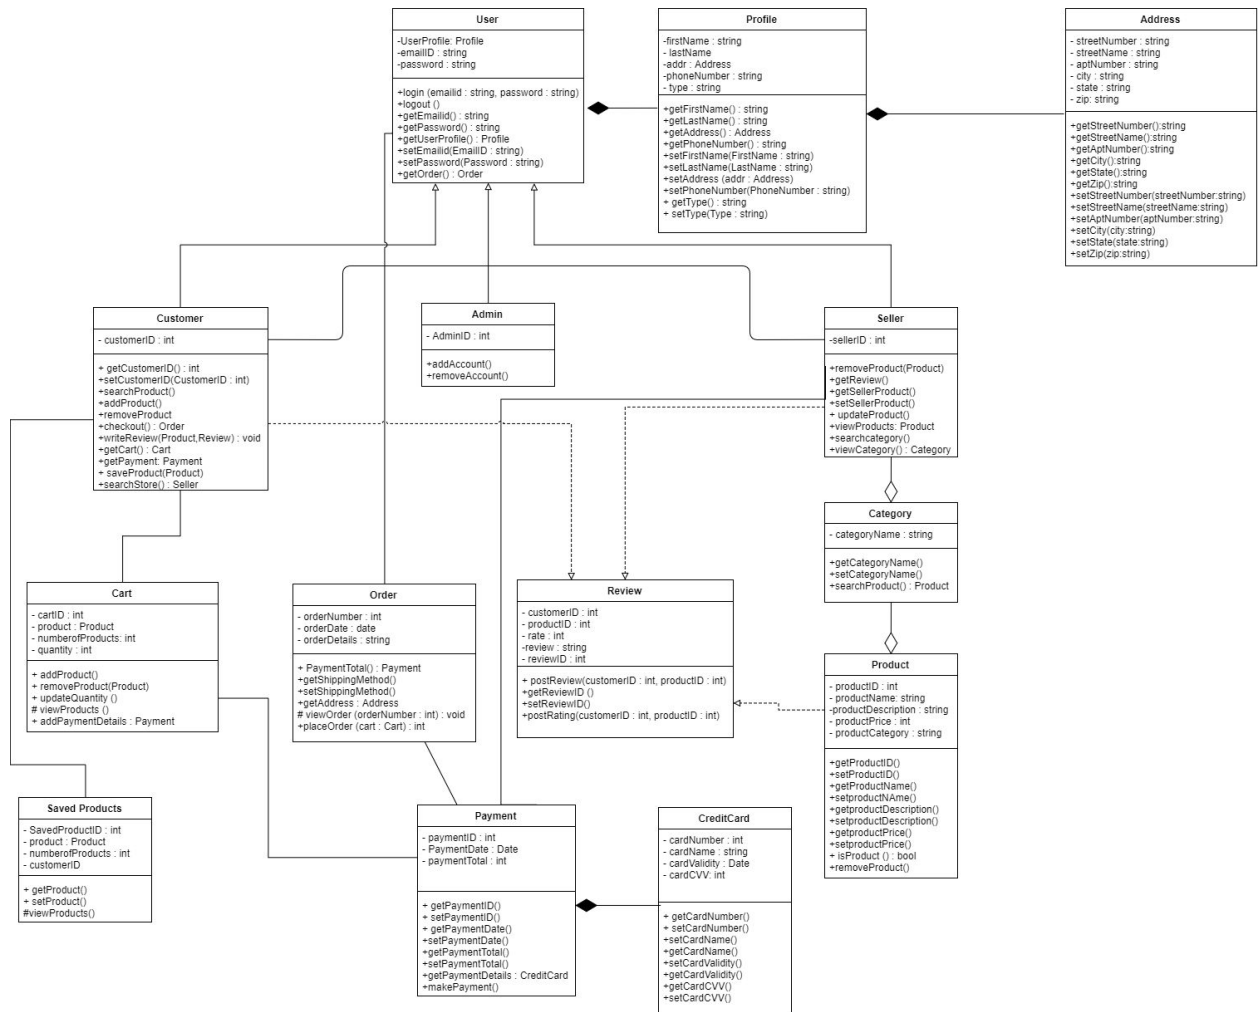 User
-UserProfile: Profile
-emailID : string
-password : string
+login (emailid : string, password : string)
+logout ()
+getEmailid() : string
+getPassword() : string
+getUserProfile() : Profile
+setEmailid(EmailID : string)
+setPassword(Password : string)
+getOrder() : Order
Profile
-firstName : string
- lastName
-addr : Address
-phoneNumber : string
- type : string
+getFirstName() : string
+getLastName() : string
+getAddress() : Address
+getPhoneNumber() : string
+setFirstName(FirstName : string)
+setLastName(LastName : string)
+setAddress (addr : Address)
+setPhoneNumber(PhoneNumber : string)
+ getType() : string
+ setType(Type : string)
Address
- streetNumber : string
- streetName : string
- aptNumber : string
- city : string
- state : string
- zip: string
+getStreetNumber():string
+getStreetName():string
+getAptNumber():string
+getCity():string
+getState():string
+getZip():string
+setStreetNumber(streetNumber:string)
+setStreetName(streetName:string)
+setAptNumber(aptNumber:string)
+setCity(city:string)
+setState(state:string)
+setZip(zip:string)
Customer
- customerID : int
+ getCustomerID() : int
+setCustomerID(CustomerID : int)
+searchProduct()
+addProduct()
+removeProduct
+checkout() : Order
+writeReview(Product,Review) : void
+getCart() : Cart
+getPayment: Payment
+ saveProduct(Product)
+searchStore() : Seller
Admin
- AdminID : int
+addAccount()
+removeAccount()
Seller
-sellerID : int
+removeProduct(Product)
+getReview()
+getSellerProduct()
+setSellerProduct()
+ updateProduct()
+viewProducts: Product
+searchcategory()
+viewCategory() : Category
Category
- categoryName : string
+getCategoryName()
+setCategoryName()
+searchProduct() : Product
Cart
- cartID : int
- product : Product
- numberofProducts: int
- quantity : int
+ addProduct()
+ removeProduct(Product)
+ updateQuantity ()
# viewProducts ()
+ addPaymentDetails : Payment
Order
- orderNumber : int
- orderDate : date
- orderDetails : string
+ PaymentTotal() : Payment
+getShippingMethod()
+setShippingMethod()
+getAddress : Address
# viewOrder (orderNumber : int) : void
+placeOrder (cart : Cart) : int
Review
- customerID : int
- productID : int
- rate : int
-review : string
- reviewID : int
+ postReview(customerID : int, productID : int)
+getReviewID ()
+setReviewID()
+postRating(customerID : int, productID : int)
Product
- productID : int
- productName: string
-productDescription : string
- productPrice : int
- productCategory : string
+getProductID()
+setProductID()
+getProductName()
+setproductNAme()
+getproductDescription()
+setproductDescription()
+getproductPrice()
+setproductPrice()
+ isProduct () : bool
+removeProduct()
Saved Products
- SavedProductID : int
- product : Product
- numberofProducts : int
- customerID
+ getProduct()
+ setProduct()
#viewProducts()
Payment
- paymentID : int
- PaymentDate : Date
- paymentTotal : int
+ getPaymentID()
+ setPaymentID()
+ getPaymentDate()
+setPaymentDate()
+getPaymentTotal()
+setPaymentTotal()
+getPaymentDetails : CreditCard
+makePayment()
CreditCard
- cardNumber : int
- cardName : string
- cardValidity : Date
- cardCVV: int
+ getCardNumber()
+ setCardNumber()
+setCardName()
+getCardName()
+setCardValidity()
+getCardValidity()
+getCardCVV()
+setCardCVV()